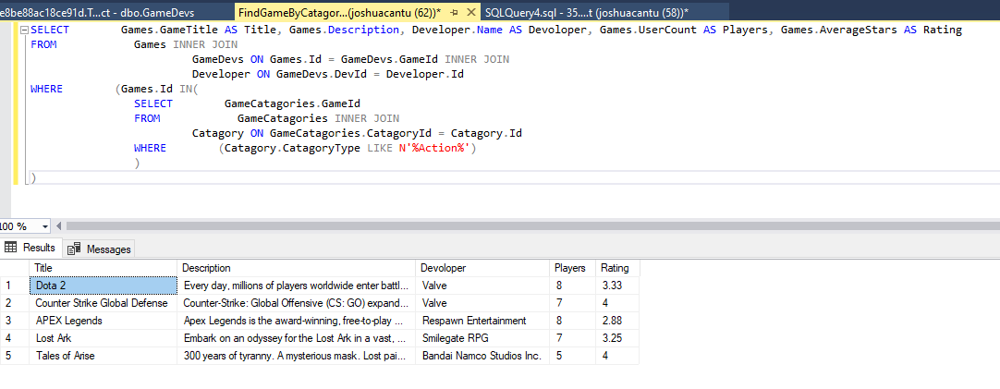 e8be88ac18ce91d.T...ct - dbo.GameDevs FindGameByCatagor...(joshuacantu (62))* SQLQuery4.sql - 35....t (joshuacantu (58))*
SELECT Games.GameTitle AS Title, Games.Description, Developer.Name AS Devoloper, Games.UserCount AS Players, Games.AverageStars AS Rating
FROM Games INNER JOIN
GameDevs ON Games.Id = GameDevs.GameId INNER JOIN
Developer ON GameDevs.DevId = Developer.Id
WHERE (Games.Id IN(
SELECT GameCatagories.GameId
FROM GameCatagories INNER JOIN
Catagory ON GameCatagories.CatagoryId = Catagory.Id
WHERE (Catagory.CatagoryType LIKE N'%Action%')
)
)
100 %
Results Messages
Title Description Devoloper Players Rating
1 Dota 2 Every day, millions of players worldwide enter battl... Valve 8 3.33
2 Counter Strike Global Defense Counter-Strike: Global Offensive (CS: GO) expand... Valve 7 4
3 APEX Legends Apex Legends is the award-winning, free-to-play ... Respawn Entertainment 8 2.88
4 Lost Ark Embark on an odyssey for the Lost Ark in a vast, ... Smilegate RPG 7 3.25
5 Tales of Arise 300 years of tyranny. A mysterious mask. Lost pai... Bandai Namco Studios Inc. 5 4